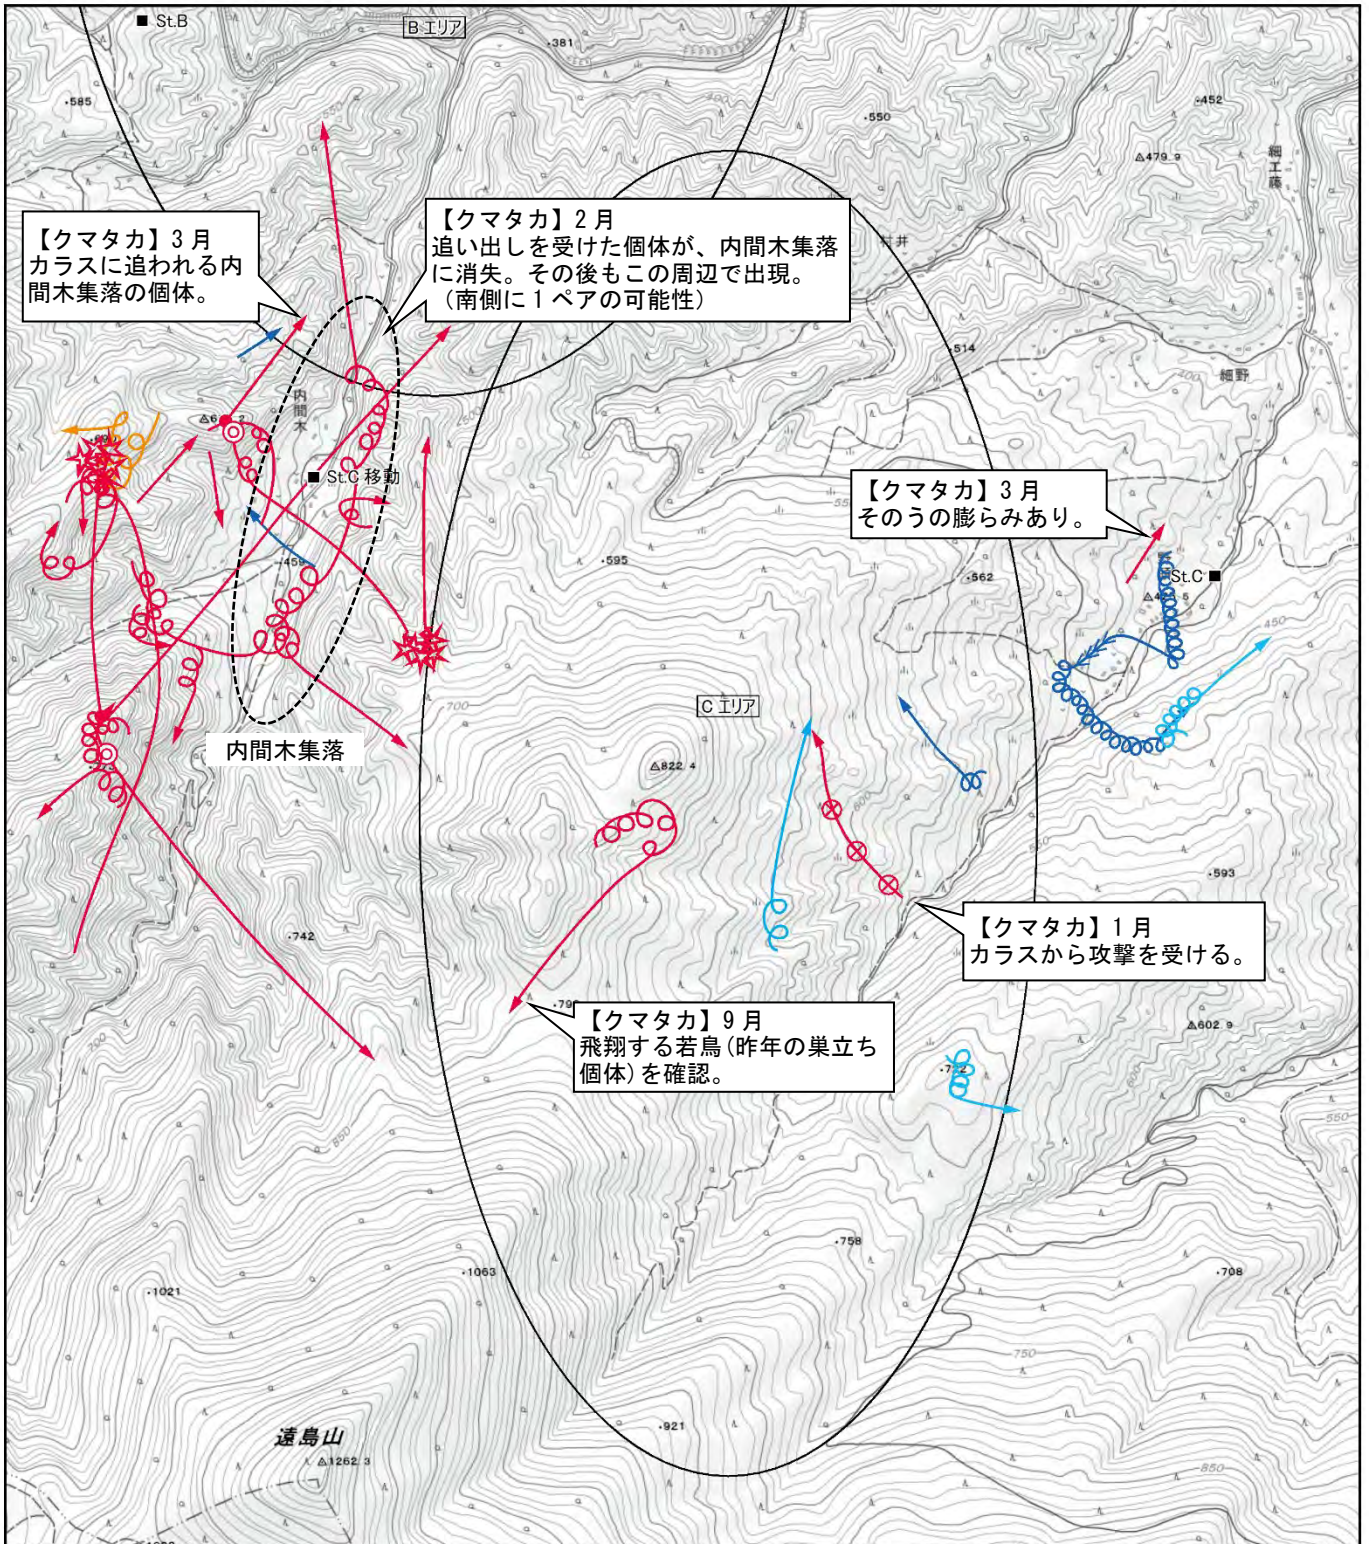 St.B
Bエリア
・381
・585
・452
・550
△479.9
細工藤
【クマタカ】3月
カラスに追われる内
間木集落の個体。
【クマタカ】2月
追い出しを受けた個体が、内間木集落
に消失。その後もこの周辺で出現。
(南側に1ペアの可能性)
村井
・514
400
細野
内間木
St.C 移動
【クマタカ】3月
そのうの膨らみあり。
・459
・595
・562
St.C
450
700
Cエリア
内間木集落
△822.4
600
550
・593
・742
【クマタカ】1月
カラスから攻撃を受ける。
【クマタカ】9月
飛翔する若鳥(昨年の巣立ち
個体)を確認。
△602.9
700
600
850
550
・758
・1063
・708
・1021
750
・921
遠島山
△1262.3
850